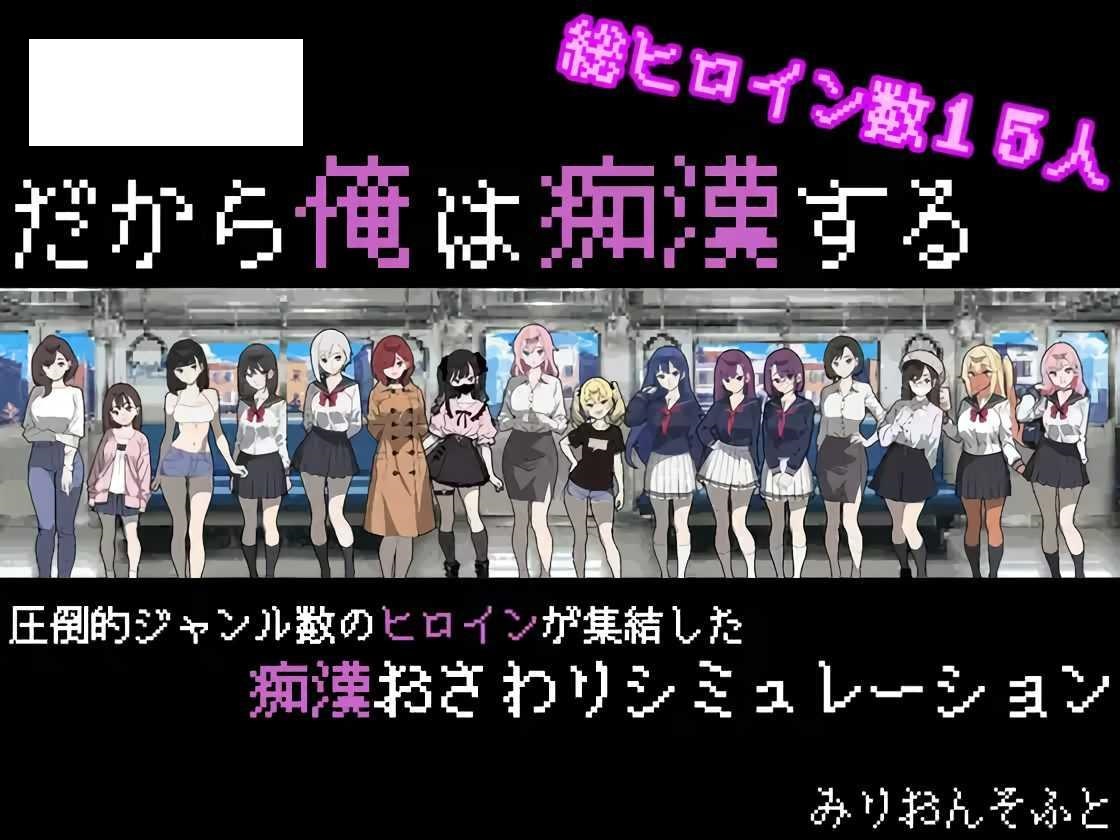 総ヒロイン数15人
だから俺は痴漢する
圧倒的ジャンル数のヒロインが集結した
痴漢おさわりシミュレーション
みりおんそふと